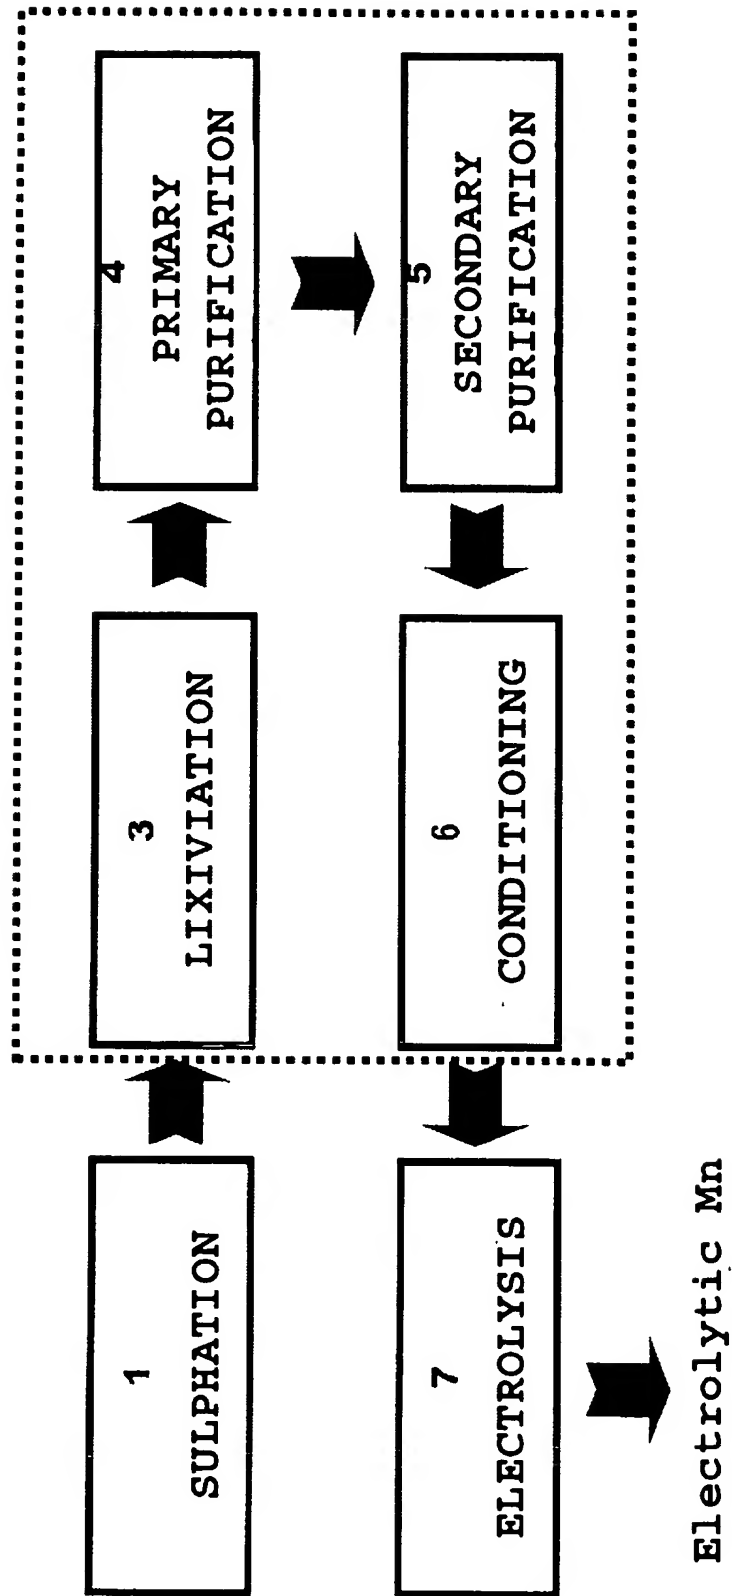 1
SULPHATION
3
LIXIVIATION
4
PRIMARY
PURIFICATION
5
SECONDARY
PURIFICATION
6
CONDITIONING
7
ELECTROLYSIS
Electrolytic Mn